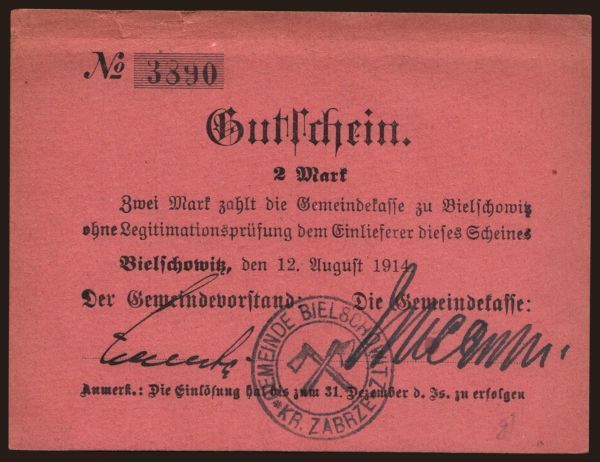 № 3890
Gutschein.
2 Mark
Zwei Mark zahlt die Gemeindekasse zu Bielschowitz
ohne Legitimationsprüfung dem Einlieferer dieses Scheines
Bielschowitz, den 12. August 1914
Der Gemeindevorstand: Die Gemeindekasse:
GEMEINDE BIELSCHOWITZ
* KR. ZABRZE *
Anmerk.: Die Einlösung hat bis zum 31. Dezember d. Js. zu erfolgen